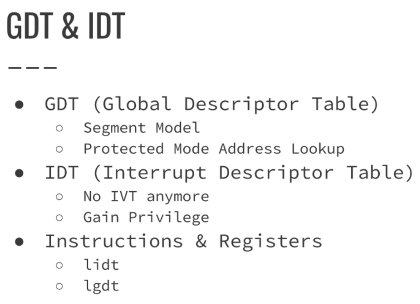 GDT & IDT
● GDT (Global Descriptor Table)
○ Segment Model
○ Protected Mode Address Lookup
● IDT (Interrupt Descriptor Table)
○ No IVT anymore
○ Gain Privilege
● Instructions & Registers
○ lidt
○ lgdt